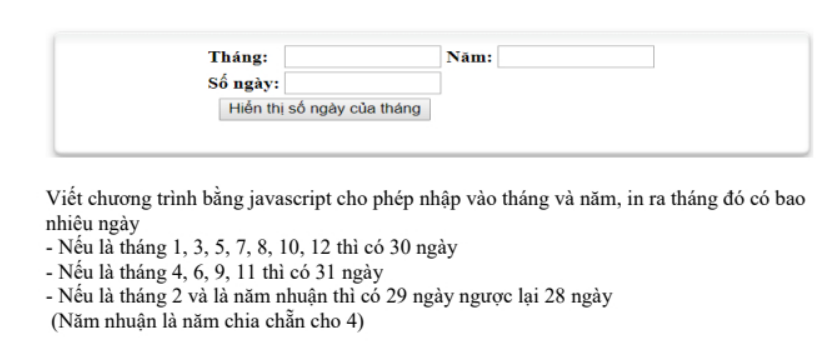 Tháng: Năm:
Số ngày:
Hiển thị số ngày của tháng
Viết chương trình bằng javascript cho phép nhập vào tháng và năm, in ra tháng đó có bao
nhiêu ngày
- Nếu là tháng 1, 3, 5, 7, 8, 10, 12 thì có 30 ngày
- Nếu là tháng 4, 6, 9, 11 thì có 31 ngày
- Nếu là tháng 2 và là năm nhuận thì có 29 ngày ngược lại 28 ngày
(Năm nhuận là năm chia chẵn cho 4)